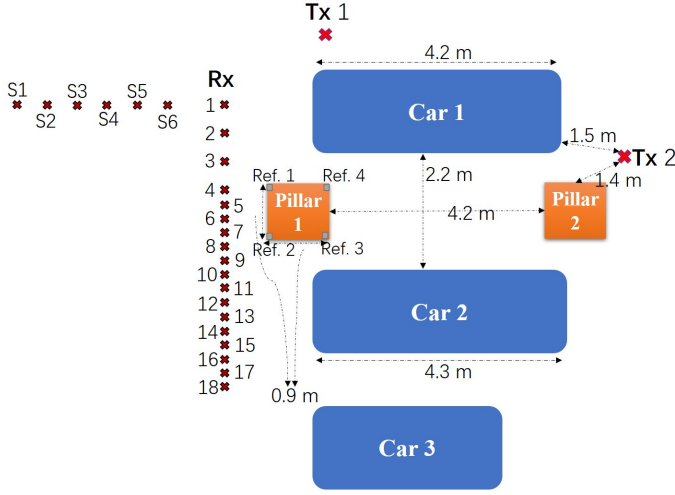 Tx 1
4.2 m
S1 S3 S5
Rx
S2 S4 S6
1
Car 1
2
1.5 m
Tx 2
3
Ref. 1
Ref. 4
2.2 m
1.4 m
4
Pillar
1
Pillar
2
5
4.2 m
6
7
8
Ref. 2
Ref. 3
9
10
11
12
Car 2
13
14
15
16
17
4.3 m
18
0.9 m
Car 3